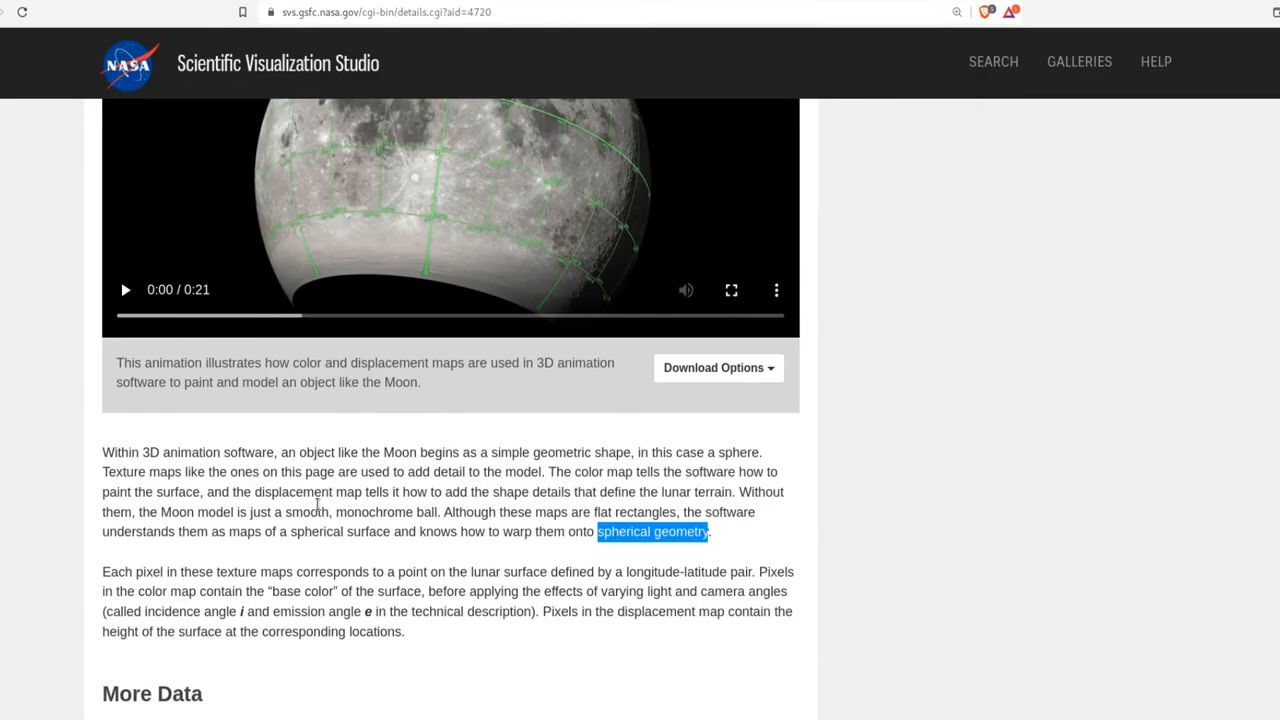 svs.gsfc.nasa.gov/cgi-bin/details.cgi?aid=4720
NASA
Scientific Visualization Studio
SEARCH GALLERIES HELP
0:00 / 0:21
This animation illustrates how color and displacement maps are used in 3D animation
software to paint and model an object like the Moon.
Download Options
Within 3D animation software, an object like the Moon begins as a simple geometric shape, in this case a sphere.
Texture maps like the ones on this page are used to add detail to the model. The color map tells the software how to
paint the surface, and the displacement map tells it how to add the shape details that define the lunar terrain. Without
them, the Moon model is just a smooth, monochrome ball. Although these maps are flat rectangles, the software
understands them as maps of a spherical surface and knows how to warp them onto spherical geometry.
Each pixel in these texture maps corresponds to a point on the lunar surface defined by a longitude-latitude pair. Pixels
in the color map contain the “base color” of the surface, before applying the effects of varying light and camera angles
(called incidence angle i and emission angle e in the technical description). Pixels in the displacement map contain the
height of the surface at the corresponding locations.
More Data